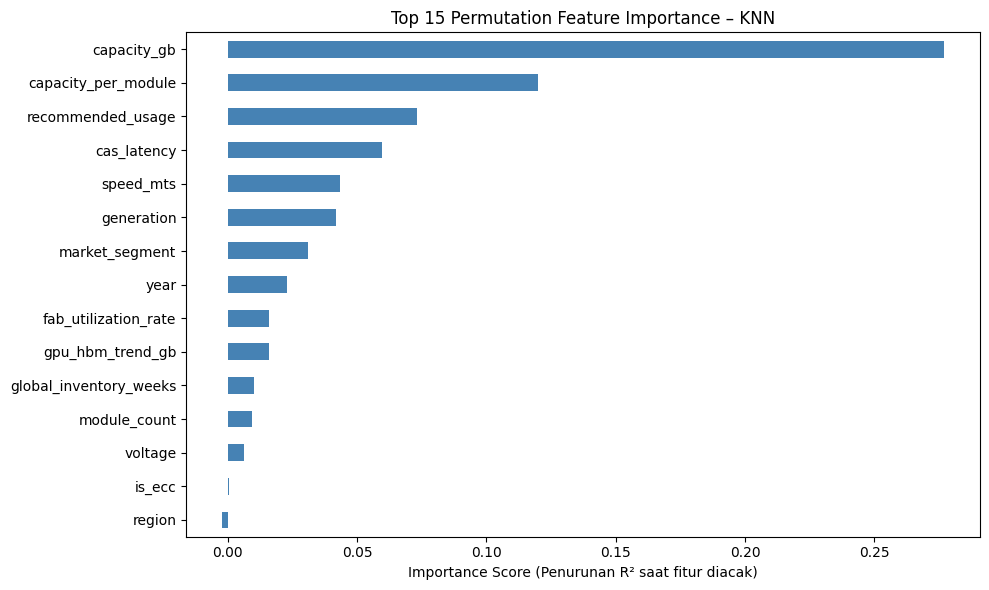 Top 15 Permutation Feature Importance – KNN
capacity_gb
capacity_per_module
recommended_usage
cas_latency
speed_mts
generation
market_segment
year
fab_utilization_rate
gpu_hbm_trend_gb
global_inventory_weeks
module_count
voltage
is_ecc
region
0.00 0.05 0.10 0.15 0.20 0.25
Importance Score (Penurunan R² saat fitur diacak)